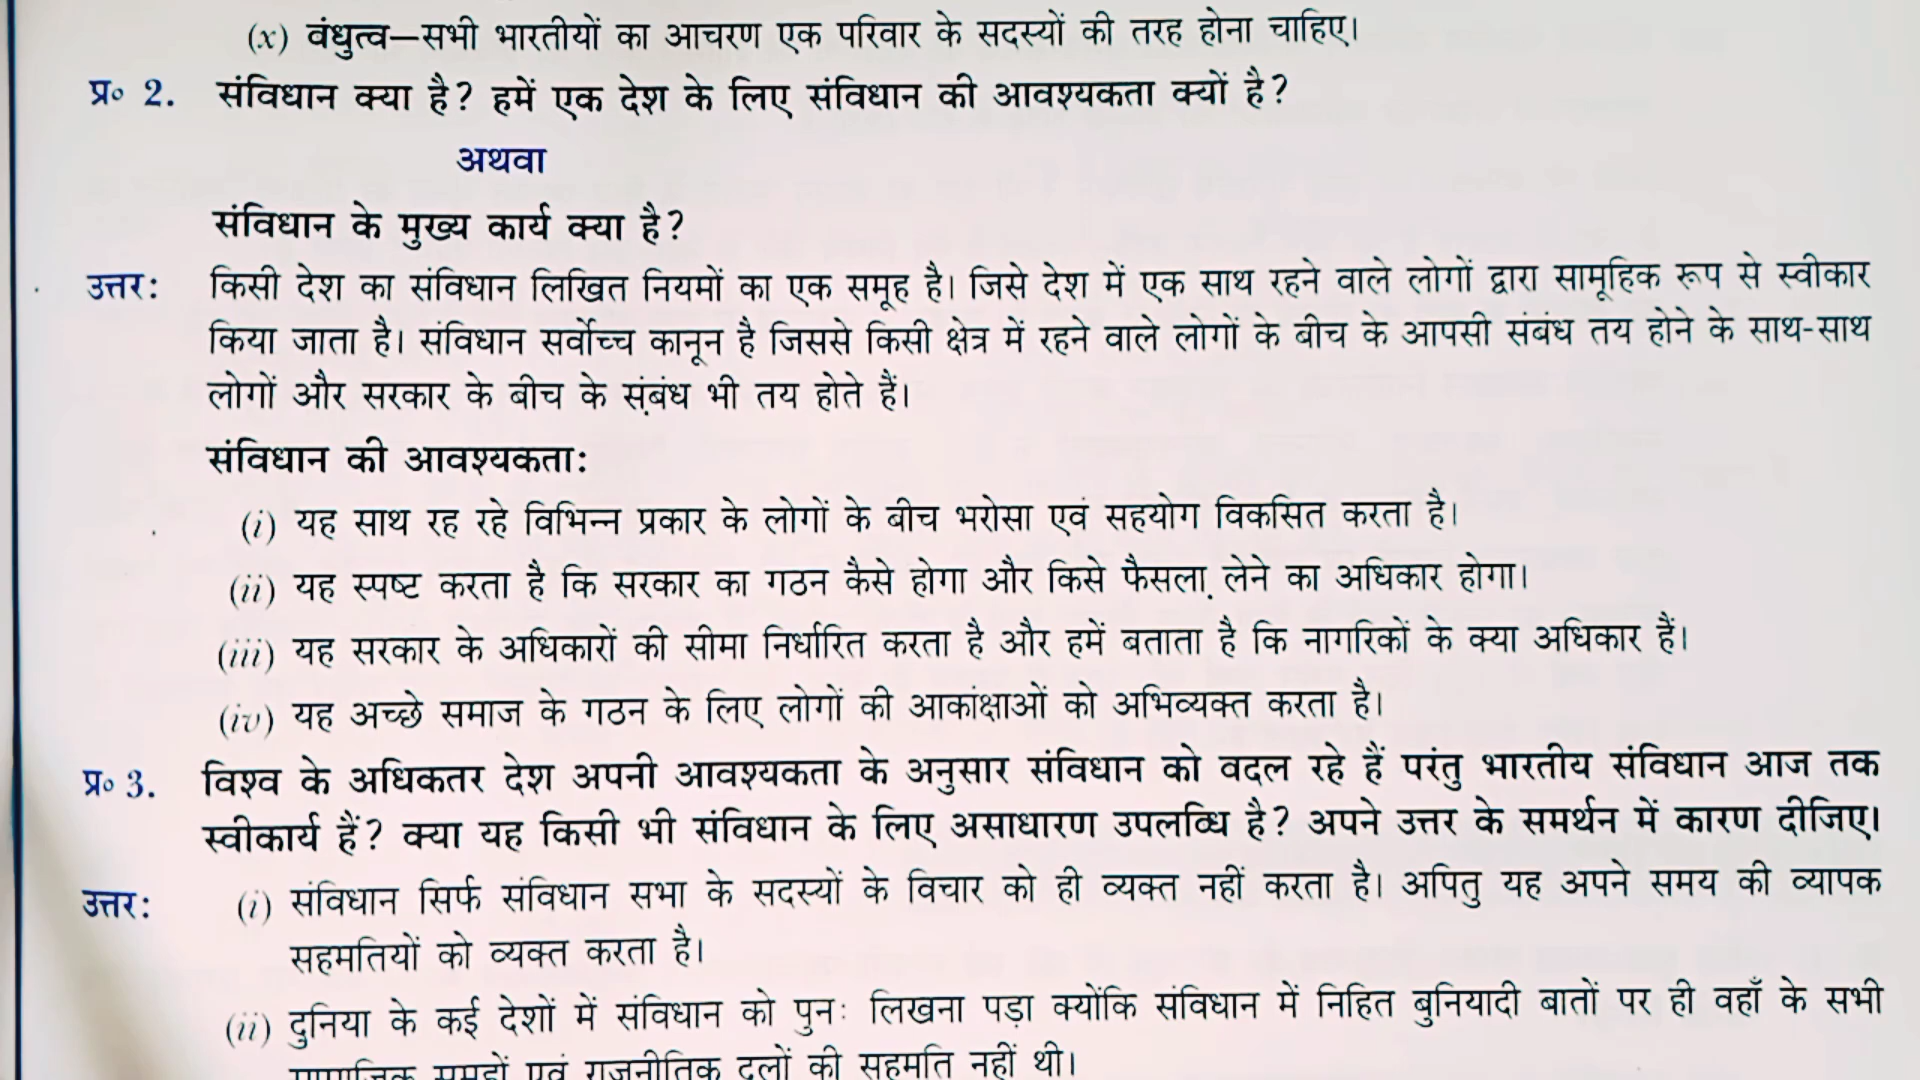 (x) वंधुत्व—सभी भारतीयों का आचरण एक परिवार के सदस्यों की तरह होना चाहिए।
प्र० 2. संविधान क्या है? हमें एक देश के लिए संविधान की आवश्यकता क्यों है?
अथवा
संविधान के मुख्य कार्य क्या है?
उत्तर: किसी देश का संविधान लिखित नियमों का एक समूह है। जिसे देश में एक साथ रहने वाले लोगों द्वारा सामूहिक रूप से स्वीकार
किया जाता है। संविधान सर्वोच्च कानून है जिससे किसी क्षेत्र में रहने वाले लोगों के बीच के आपसी संबंध तय होने के साथ-साथ
लोगों और सरकार के बीच के संबंध भी तय होते हैं।
संविधान की आवश्यकता:
(i) यह साथ रह रहे विभिन्न प्रकार के लोगों के बीच भरोसा एवं सहयोग विकसित करता है।
(ii) यह स्पष्ट करता है कि सरकार का गठन कैसे होगा और किसे फैसला लेने का अधिकार होगा।
(iii) यह सरकार के अधिकारों की सीमा निर्धारित करता है और हमें बताता है कि नागरिकों के क्या अधिकार हैं।
(iv) यह अच्छे समाज के गठन के लिए लोगों की आकांक्षाओं को अभिव्यक्त करता है।
प्र० 3. विश्व के अधिकतर देश अपनी आवश्यकता के अनुसार संविधान को वदल रहे हैं परंतु भारतीय संविधान आज तक
स्वीकार्य हैं? क्या यह किसी भी संविधान के लिए असाधारण उपलव्धि है? अपने उत्तर के समर्थन में कारण दीजिए।
उत्तर: (i) संविधान सिर्फ संविधान सभा के सदस्यों के विचार को ही व्यक्त नहीं करता है। अपितु यह अपने समय की व्यापक
सहमतियों को व्यक्त करता है।
(ii) दुनिया के कई देशों में संविधान को पुनः लिखना पड़ा क्योंकि संविधान में निहित बुनियादी बातों पर ही वहाँ के सभी
सामाजिक समूहों एवं राजनीतिक दलों की सहमति नहीं थी।